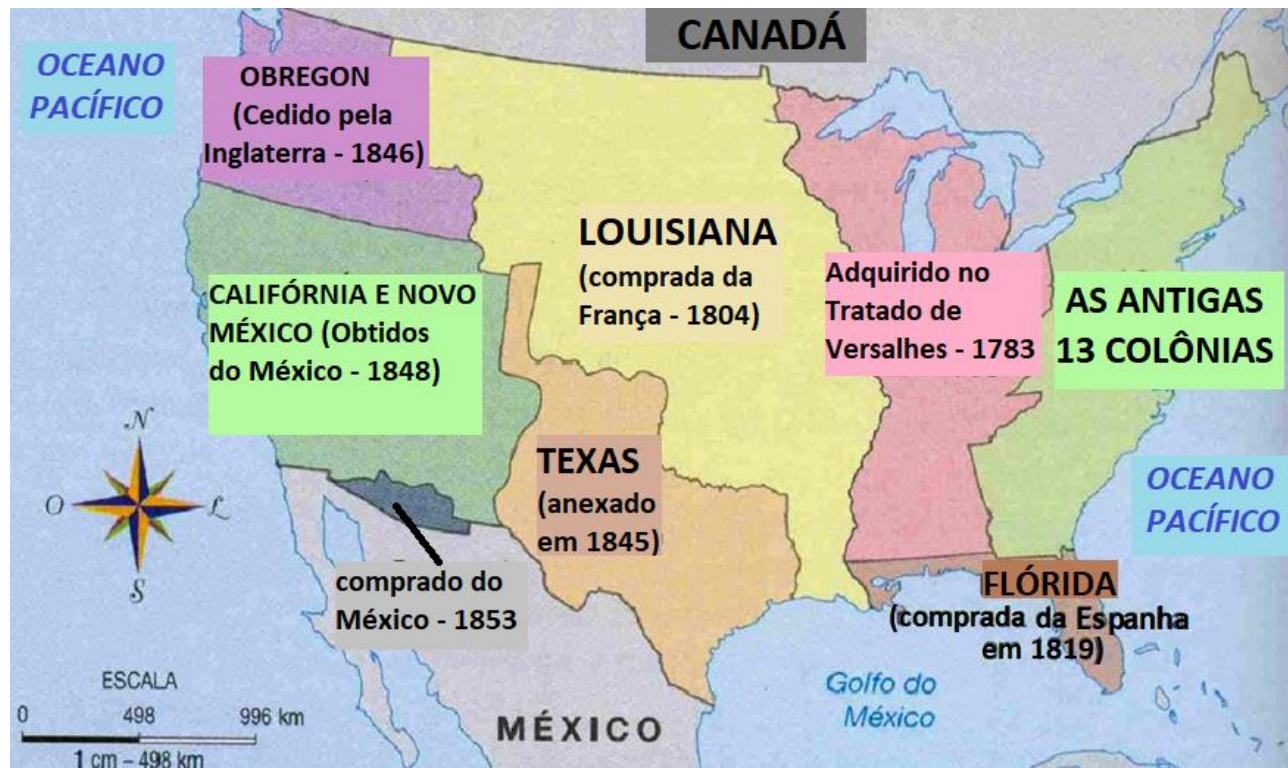 CANADÁ
OCEANO
PACÍFICO
OBREGON
(Cedido pela
Inglaterra - 1846)
LOUISIANA
(comprada da
França - 1804)
Adquirido no
Tratado de
Versalhes - 1783
AS ANTIGAS
13 COLÔNIAS
CALIFÓRNIA E NOVO
MÉXICO (Obtidos
do México - 1848)
TEXAS
(anexado
em 1845)
N
O
L
S
OCEANO
PACÍFICO
comprado do
México - 1853
FLÓRIDA
(comprada da Espanha
em 1819)
Golfo do
México
MÉXICO
ESCALA
0 498 996 km
1 cm – 498 km